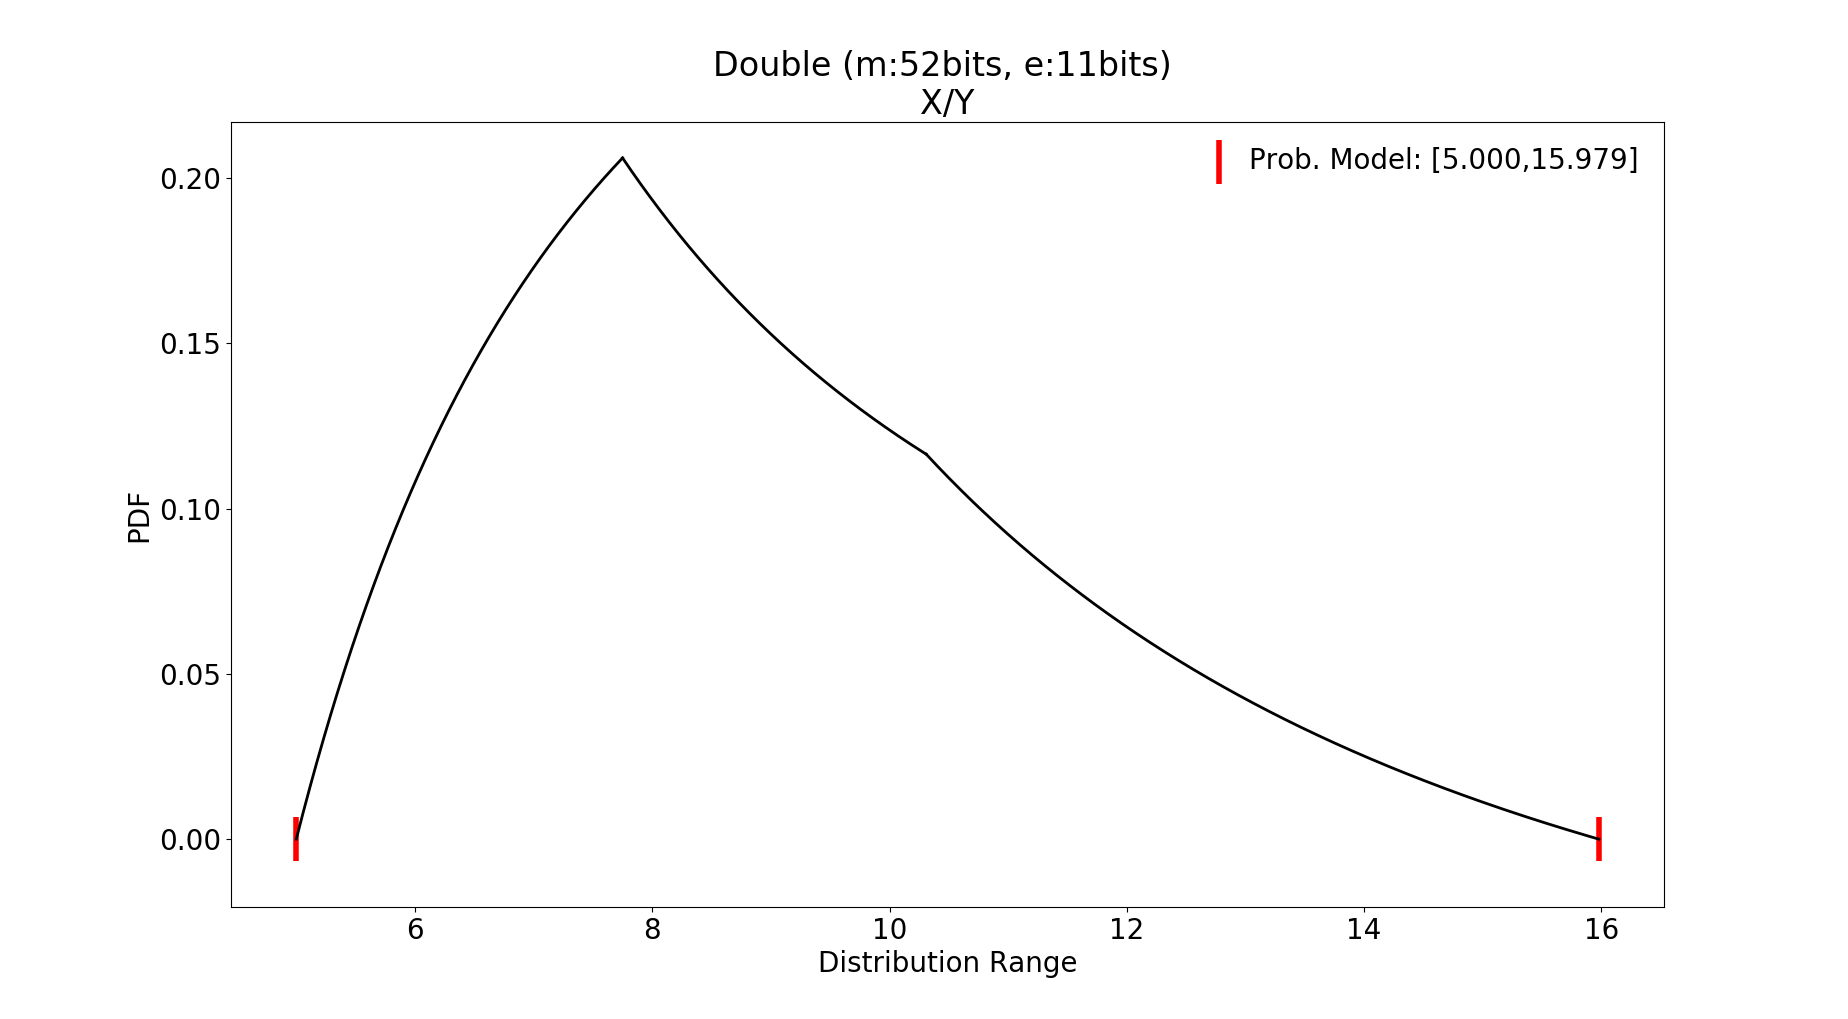 Double (m:52bits, e:11bits)
X/Y
Prob. Model: [5.000,15.979]
0.20
0.15
0.10
0.05
0.00
PDF
6 8 10 12 14 16
Distribution Range